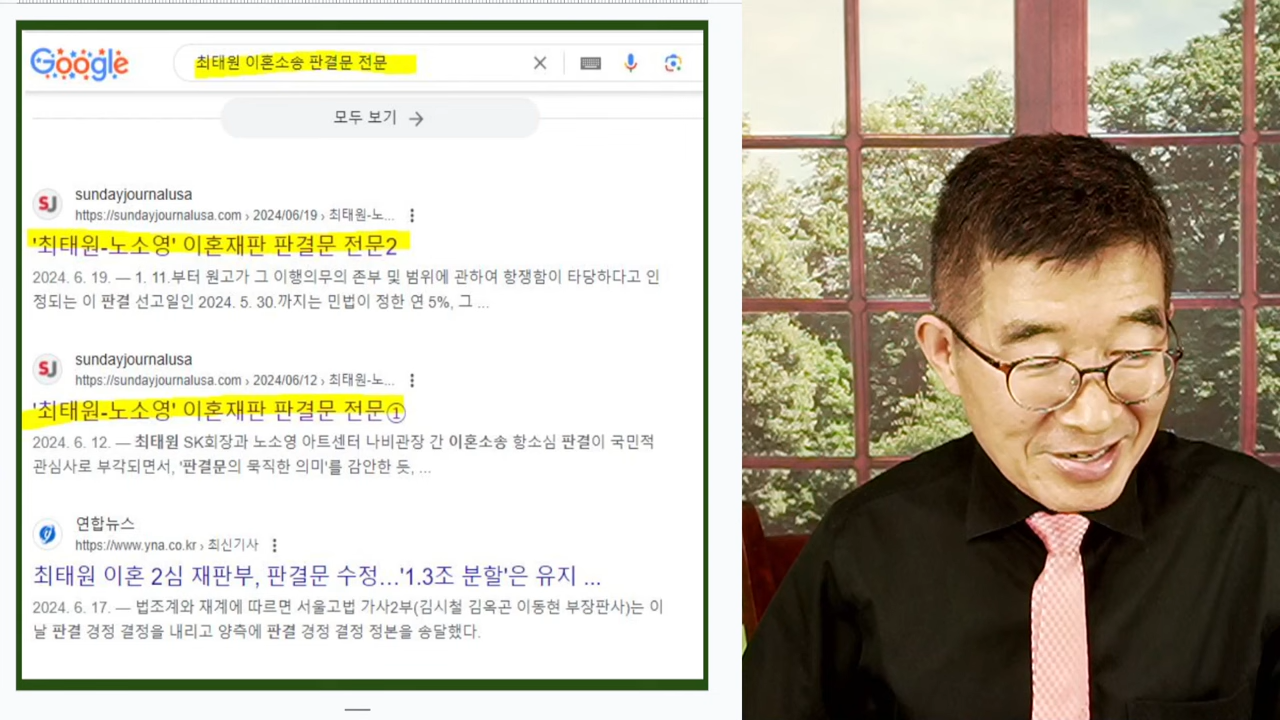 Google
최태원 이혼소송 판결문 전문
모두 보기
SJ
sundayjournalusa
https://sundayjournalusa.com › 2024/06/19 › 최태원-노...
'최태원-노소영' 이혼재판 판결문 전문2
2024. 6. 19. — 1. 11.부터 원고가 그 이행의무의 존부 및 범위에 관하여 항쟁함이 타당하다고 인
정되는 이 판결 선고일인 2024. 5. 30.까지는 민법이 정한 연 5%, 그 ...
SJ
sundayjournalusa
https://sundayjournalusa.com › 2024/06/12 › 최태원-노...
'최태원-노소영' 이혼재판 판결문 전문①
2024. 6. 12. — 최태원 SK회장과 노소영 아트센터 나비관장 간 이혼소송 항소심 판결이 국민적
관심사로 부각되면서, '판결문의 묵직한 의미'를 감안한 듯, ...
연합뉴스
https://www.yna.co.kr › 최신기사
최태원 이혼 2심 재판부, 판결문 수정...'1.3조 분할'은 유지 ...
2024. 6. 17. — 법조계와 재계에 따르면 서울고법 가사2부(김시철 김옥곤 이동현 부장판사)는 이
날 판결 경정 결정을 내리고 양측에 판결 경정 결정 정본을 송달했다.